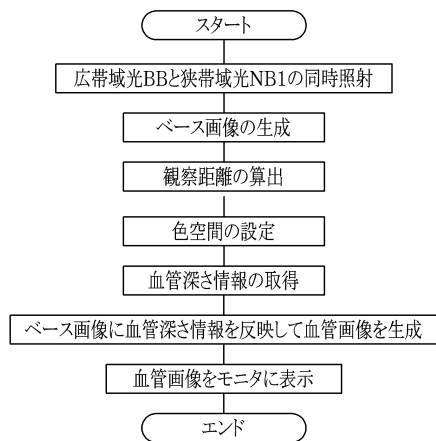 スタート
広帯域光BBと狭帯域光NB1の同時照射
ベース画像の生成
観察距離の算出
色空間の設定
血管深さ情報の取得
ベース画像に血管深さ情報を反映して血管画像を生成
血管画像をモニタに表示
エンド